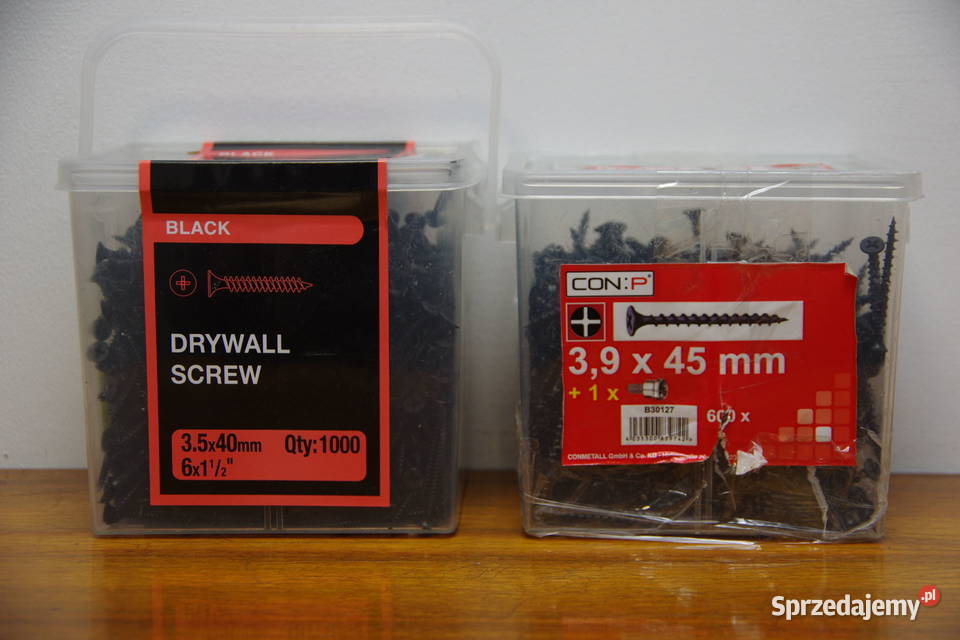 BLACK
BLACK
DRYWALL
SCREW
3.5x40mm Qty:1000
6x1 1/2"
CON:P®
3,9 x 45 mm
+ 1 x
B30127
600 x
CONMETALL GmbH & Co. KG
Sprzedajemy.pl